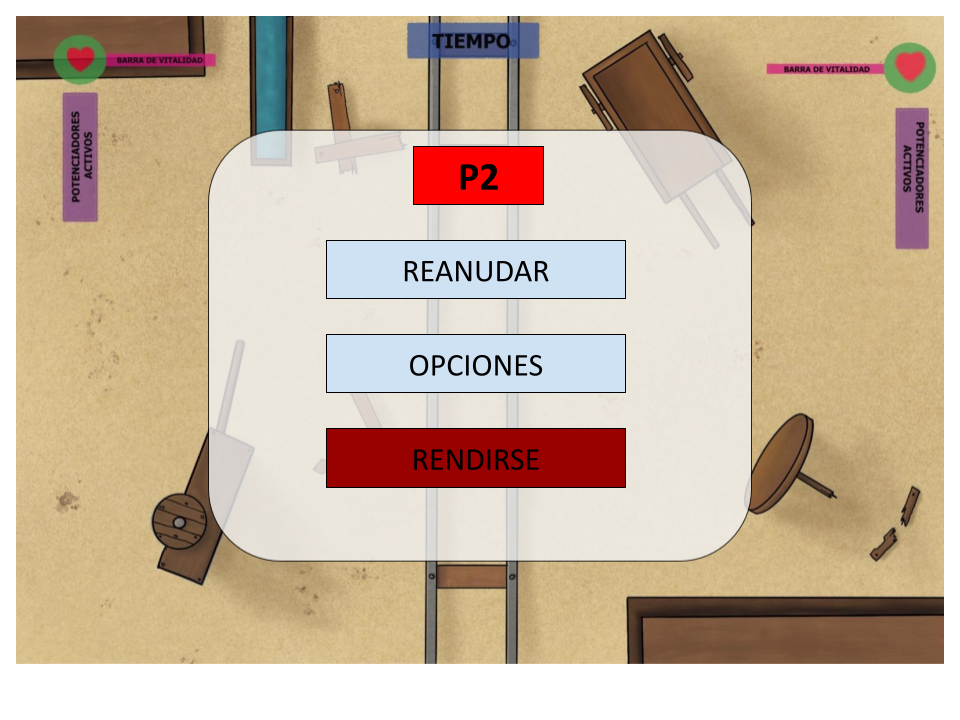 TIEMPO
BARRA DE VITALIDAD
BARRA DE VITALIDAD
POTENCIADORES
ACTIVOS
POTENCIADORES
ACTIVOS
P2
REANUDAR
OPCIONES
RENDIRSE